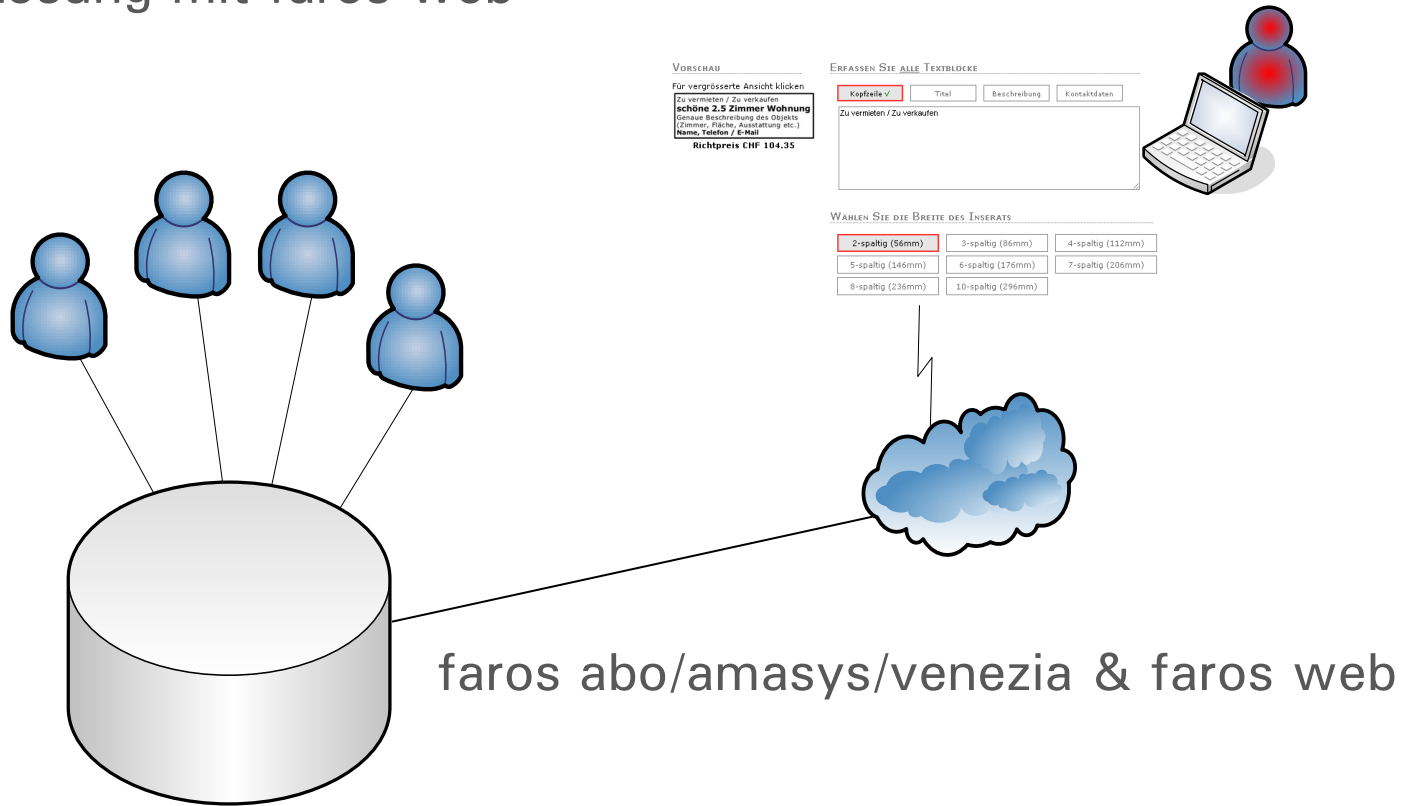 lösung mit faros web
VORSCHAU
Für vergrösserte Ansicht klicken
Zu vermieten / Zu verkaufen
schöne 2.5 Zimmer Wohnung
Genaue Beschreibung des Objekts
(Zimmer, Fläche, Ausstattung etc.)
Name, Telefon / E-Mail
Richtpreis CHF 104.35
ERFASSEN SIE ALLE TEXTBLÖCKE
Kopfzeile ✓ Titel Beschreibung Kontaktdaten
Zu vermieten / Zu verkaufen
WÄHLEN SIE DIE BREITE DES INSERATS
2-spaltig (56mm) 3-spaltig (86mm) 4-spaltig (112mm)
5-spaltig (146mm) 6-spaltig (176mm) 7-spaltig (206mm)
8-spaltig (236mm) 10-spaltig (296mm)
faros abo/amasys/venezia & faros web